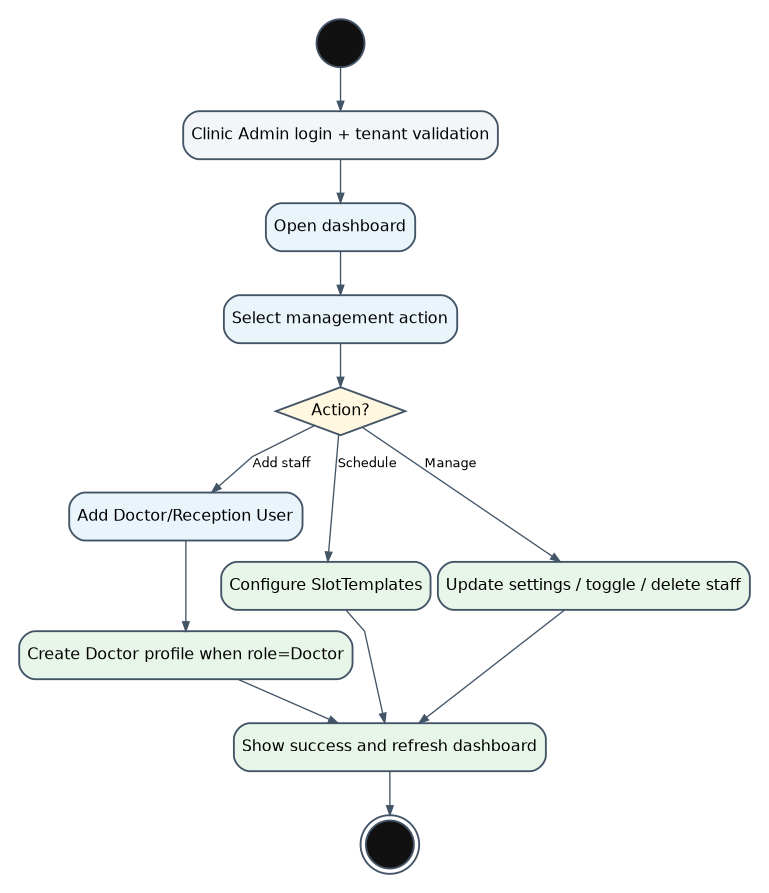 Clinic Admin login + tenant validation
Open dashboard
Select management action
Action?
Add staff
Schedule
Manage
Add Doctor/Reception User
Configure SlotTemplates
Update settings / toggle / delete staff
Create Doctor profile when role=Doctor
Show success and refresh dashboard